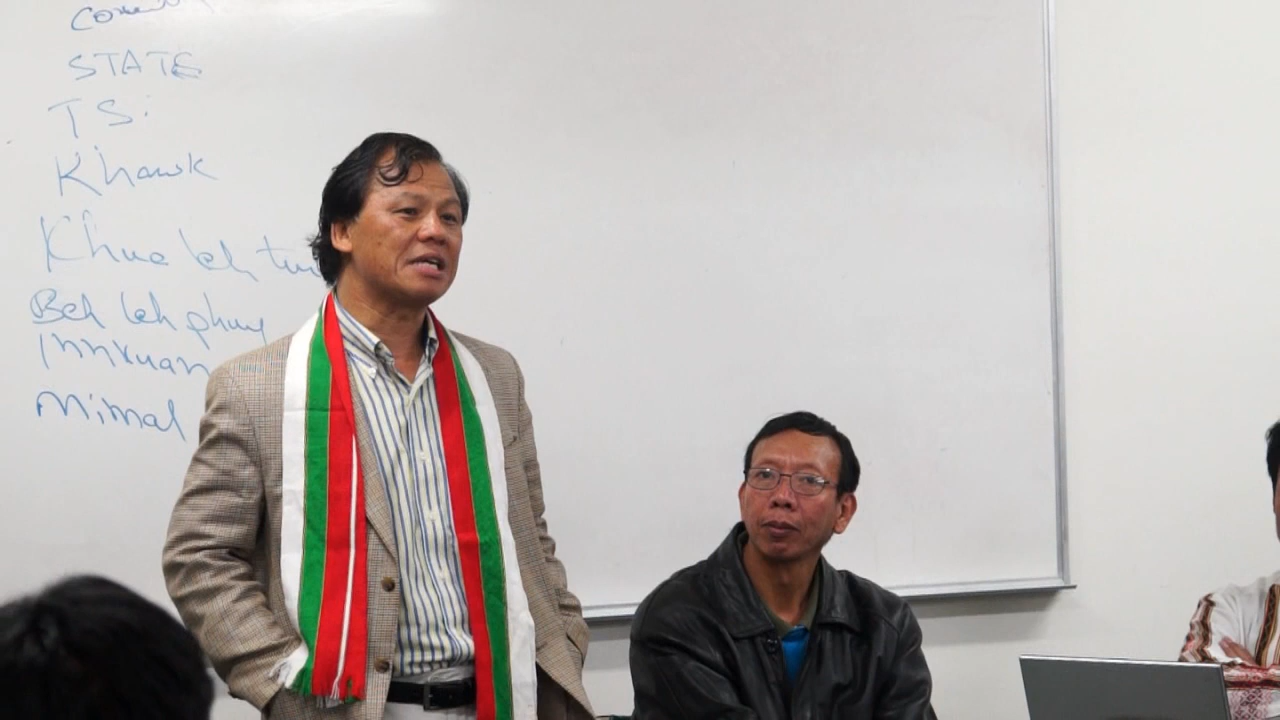 STATE
TS.
Khawk
Khua leh
Beh leh phung
Innkuan
Mimal